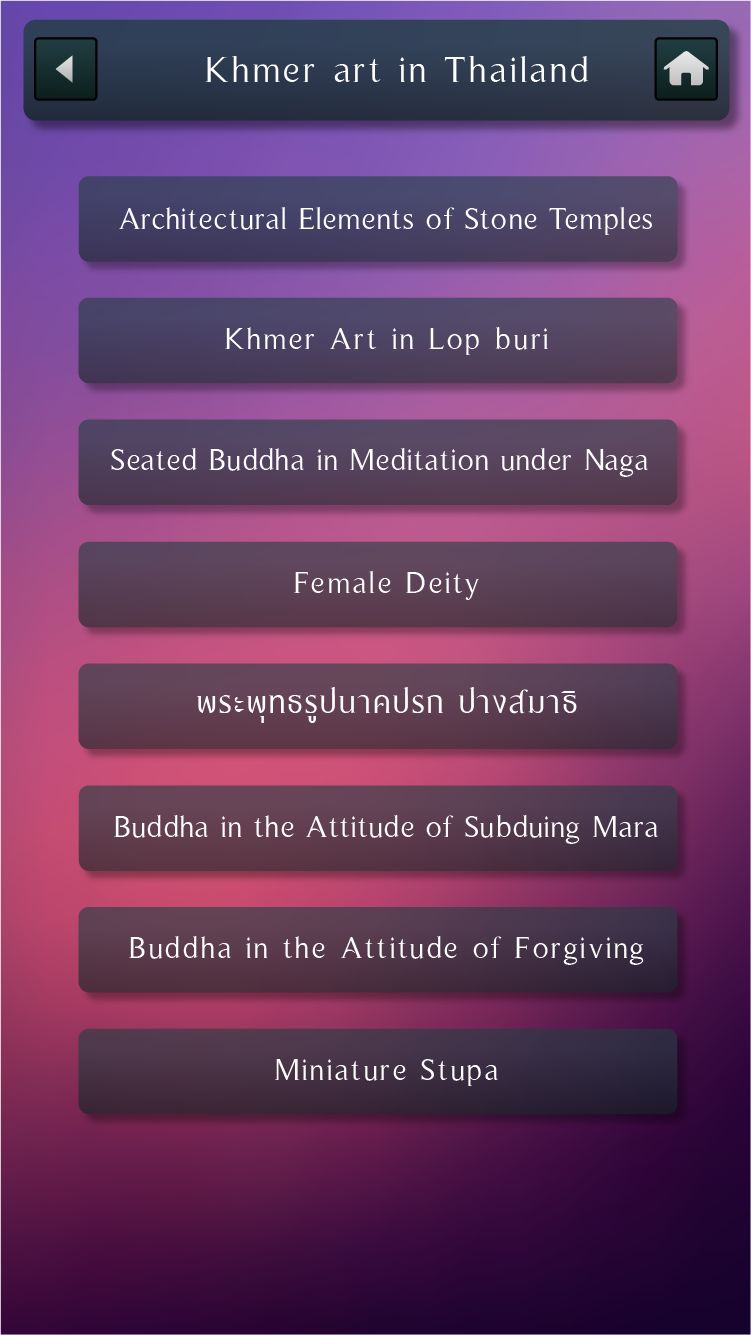 Khmer art in Thailand
Architectural Elements of Stone Temples
Khmer Art in Lop buri
Seated Buddha in Meditation under Naga
Female Deity
พระพุทธรูปนาคปรก ปางสมาธิ
Buddha in the Attitude of Subduing Mara
Buddha in the Attitude of Forgiving
Miniature Stupa